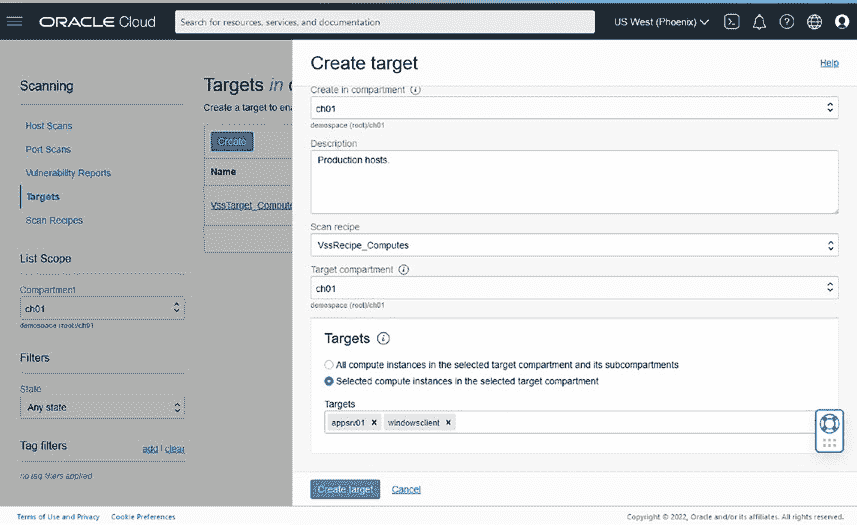 ORACLE Cloud
Search for resources, services, and documentation
US West (Phoenix)
Scanning
Host Scans
Port Scans
Vulnerability Reports
Targets
Scan Recipes
List Scope
Compartment
ch01
demospace (root)/ch01
Filters
State
Any state
Tag filters
add | clear
no tag filters applied
Targets in
Create a target to
Create
Name
VssTarget_Compute
Create target
Help
Create in compartment
ch01
demospace (root)/ch01
Description
Production hosts.
Scan recipe
VssRecipe_Computes
Target compartment
ch01
demospace (root)/ch01
Targets
All compute instances in the selected target compartment and its subcompartments
Selected compute instances in the selected target compartment
Targets
appsrv01 x windowsclient x
Create target Cancel
Terms of Use and Privacy Cookie Preferences
Copyright © 2022, Oracle and/or its affiliates. All rights reserved.